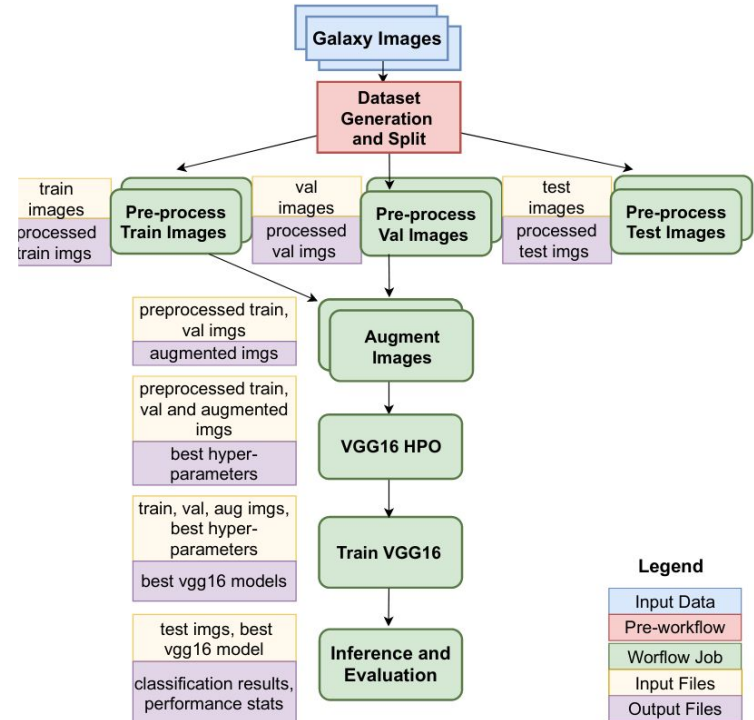 Galaxy Images
Dataset
Generation
and Split
train
images
processed
train imgs
Pre-process
Train Images
val
images
processed
val imgs
Pre-process
Val Images
test
images
processed
test imgs
Pre-process
Test Images
preprocessed train,
val imgs
augmented imgs
Augment
Images
preprocessed train,
val and augmented
imgs
best hyper-
parameters
VGG16 HPO
train, val, aug imgs,
best hyper-
parameters
best vgg16 models
Train VGG16
test imgs, best
vgg16 model
classification results,
performance stats
Inference and
Evaluation
Legend
Input Data
Pre-workflow
Worflow Job
Input Files
Output Files